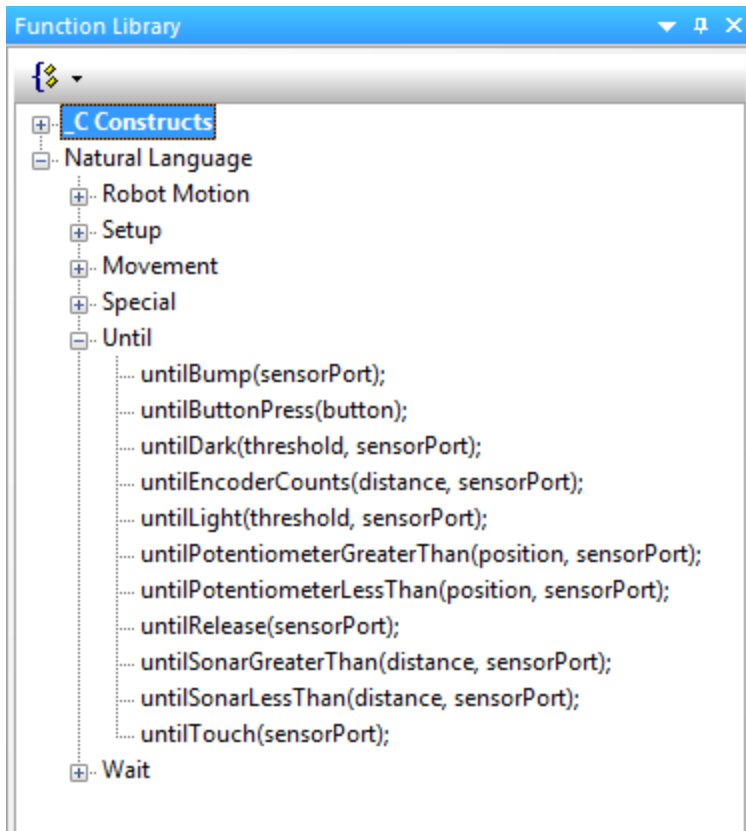 Function Library
_C Constructs
Natural Language
Robot Motion
Setup
Movement
Special
Until
untilBump(sensorPort);
untilButtonPress(button);
untilDark(threshold, sensorPort);
untilEncoderCounts(distance, sensorPort);
untilLight(threshold, sensorPort);
untilPotentiometerGreaterThan(position, sensorPort);
untilPotentiometerLessThan(position, sensorPort);
untilRelease(sensorPort);
untilSonarGreaterThan(distance, sensorPort);
untilSonarLessThan(distance, sensorPort);
untilTouch(sensorPort);
Wait